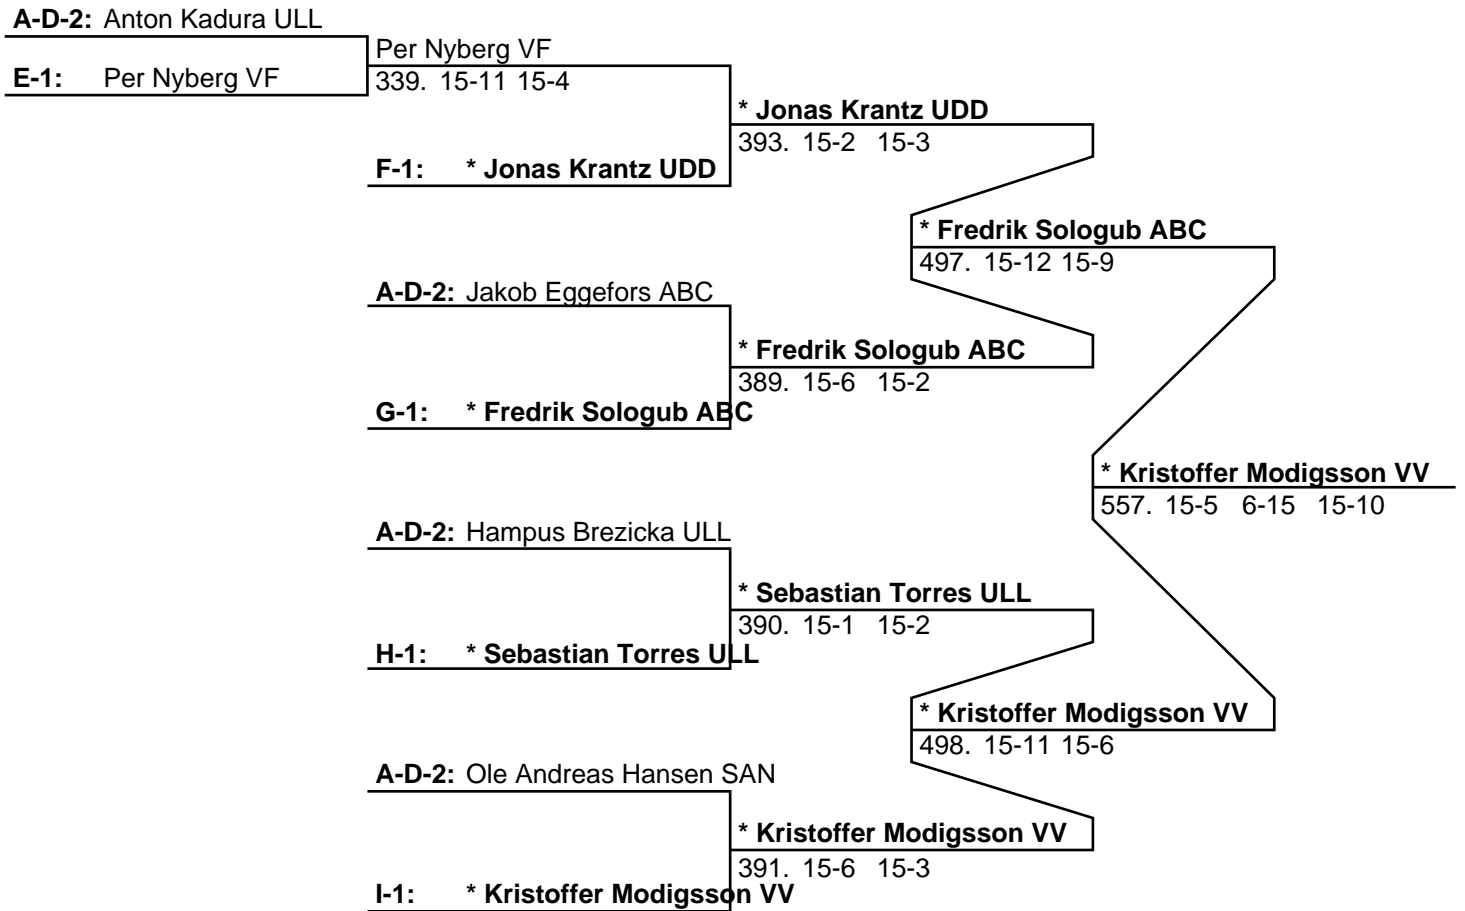 A-D-2: Anton Kadura ULL
Per Nyberg VF
E-1: Per Nyberg VF
339. 15-11 15-4
* Jonas Krantz UDD
393. 15-2 15-3
F-1: * Jonas Krantz UDD
* Fredrik Sologub ABC
497. 15-12 15-9
A-D-2: Jakob Eggefors ABC
* Fredrik Sologub ABC
389. 15-6 15-2
G-1: * Fredrik Sologub ABC
* Kristoffer Modigsson VV
557. 15-5 6-15 15-10
A-D-2: Hampus Brezicka ULL
* Sebastian Torres ULL
390. 15-1 15-2
H-1: * Sebastian Torres ULL
* Kristoffer Modigsson VV
498. 15-11 15-6
A-D-2: Ole Andreas Hansen SAN
* Kristoffer Modigsson VV
391. 15-6 15-3
I-1: * Kristoffer Modigsson VV